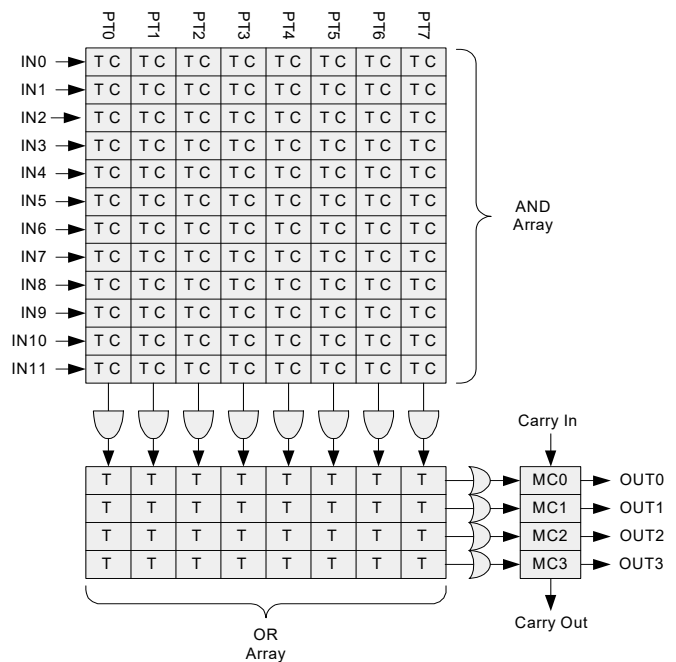 PT0 PT1 PT2 PT3 PT4 PT5 PT6 PT7
IN0 T C T C T C T C T C T C T C T C
IN1 T C T C T C T C T C T C T C T C
IN2 T C T C T C T C T C T C T C T C
IN3 T C T C T C T C T C T C T C T C
IN4 T C T C T C T C T C T C T C T C
IN5 T C T C T C T C T C T C T C T C
IN6 T C T C T C T C T C T C T C T C
IN7 T C T C T C T C T C T C T C T C
IN8 T C T C T C T C T C T C T C T C
IN9 T C T C T C T C T C T C T C T C
IN10 T C T C T C T C T C T C T C T C
IN11 T C T C T C T C T C T C T C T C
AND
Array
Carry In
T T T T T T T T MC0 OUT0
T T T T T T T T MC1 OUT1
T T T T T T T T MC2 OUT2
T T T T T T T T MC3 OUT3
Carry Out
OR
Array